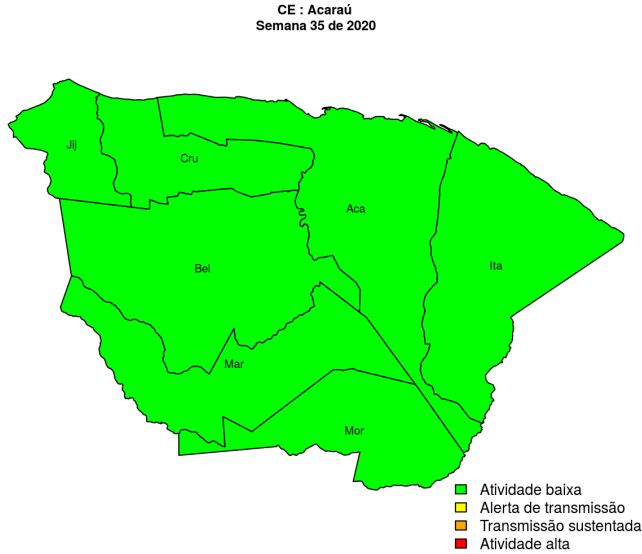 CE : Acaraú
Semana 35 de 2020
Jij
Cru
Aca
Bel
Ita
Mar
Mor
Atividade baixa
Alerta de transmissão
Transmissão sustentada
Atividade alta